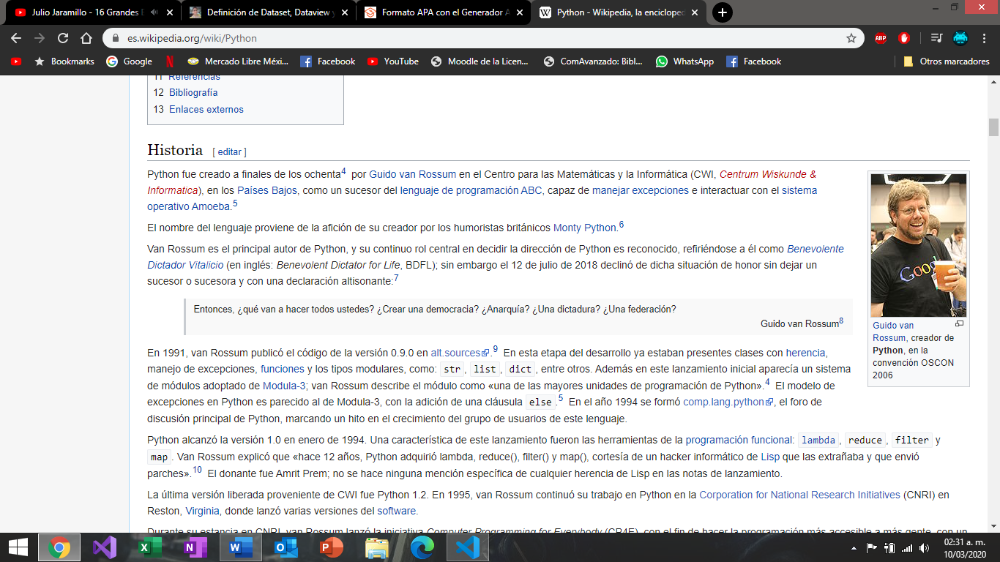 Julio Jaramillo - 16 Grandes E
Definición de Dataset, Dataview y
Formato APA con el Generador A
Python - Wikipedia, la encicloped
es.wikipedia.org/wiki/Python
ABP
Bookmarks
Google
Mercado Libre Méxi...
Facebook
YouTube
Moodle de la Licen...
ComAvanzado: Bibl...
WhatsApp
Facebook
Otros marcadores
11 Referencias
12 Bibliografía
13 Enlaces externos
Historia [ editar ]
Python fue creado a finales de los ochenta4 por Guido van Rossum en el Centro para las Matemáticas y la Informática (CWI, Centrum Wiskunde &
Informatica), en los Países Bajos, como un sucesor del lenguaje de programación ABC, capaz de manejar excepciones e interactuar con el sistema
operativo Amoeba.5
El nombre del lenguaje proviene de la afición de su creador por los humoristas británicos Monty Python.6
Van Rossum es el principal autor de Python, y su continuo rol central en decidir la dirección de Python es reconocido, refiriéndose a él como Benevolente
Dictador Vitalicio (en inglés: Benevolent Dictator for Life, BDFL); sin embargo el 12 de julio de 2018 declinó de dicha situación de honor sin dejar un
sucesor o sucesora y con una declaración altisonante:7
Entonces, ¿qué van a hacer todos ustedes? ¿Crear una democracia? ¿Anarquía? ¿Una dictadura? ¿Una federación?
Guido van Rossum8
En 1991, van Rossum publicó el código de la versión 0.9.0 en alt.sources.9 En esta etapa del desarrollo ya estaban presentes clases con herencia,
manejo de excepciones, funciones y los tipos modulares, como: str, list, dict, entre otros. Además en este lanzamiento inicial aparecía un sistema
de módulos adoptado de Modula-3; van Rossum describe el módulo como «una de las mayores unidades de programación de Python».4 El modelo de
excepciones en Python es parecido al de Modula-3, con la adición de una cláusula else.5 En el año 1994 se formó comp.lang.python, el foro de
discusión principal de Python, marcando un hito en el crecimiento del grupo de usuarios de este lenguaje.
Python alcanzó la versión 1.0 en enero de 1994. Una característica de este lanzamiento fueron las herramientas de la programación funcional: lambda, reduce, filter y
map. Van Rossum explicó que «hace 12 años, Python adquirió lambda, reduce(), filter() y map(), cortesía de un hacker informático de Lisp que las extrañaba y que envió
parches».10 El donante fue Amrit Prem; no se hace ninguna mención específica de cualquier herencia de Lisp en las notas de lanzamiento.
La última versión liberada proveniente de CWI fue Python 1.2. En 1995, van Rossum continuó su trabajo en Python en la Corporation for National Research Initiatives (CNRI) en
Reston, Virginia, donde lanzó varias versiones del software.
Durante su estancia en CNRI, van Rossum lanzó la iniciativa Computer Programming for Everybody (CP4E), con el fin de hacer la programación más accesible a más gente, con un
Goog
Guido van
Rossum, creador de
Python, en la
convención OSCON
2006
02:31 a. m.
10/03/2020